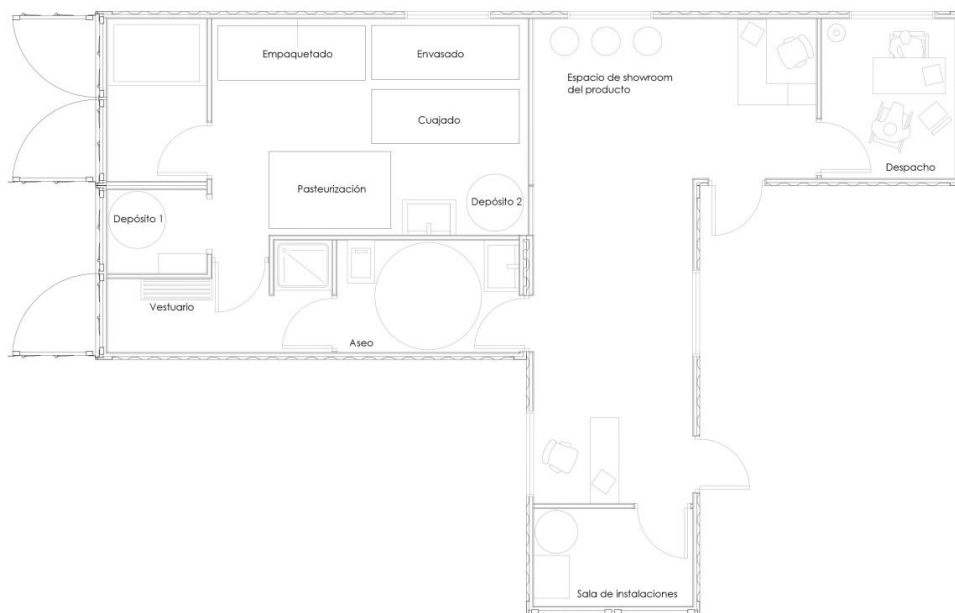 Empaquetado
Envasado
Espacio de showroom
del producto
Cuajado
Despacho
Pasteurización
Depósito 2
Depósito 1
Vestuario
Aseo
Sala de instalaciones